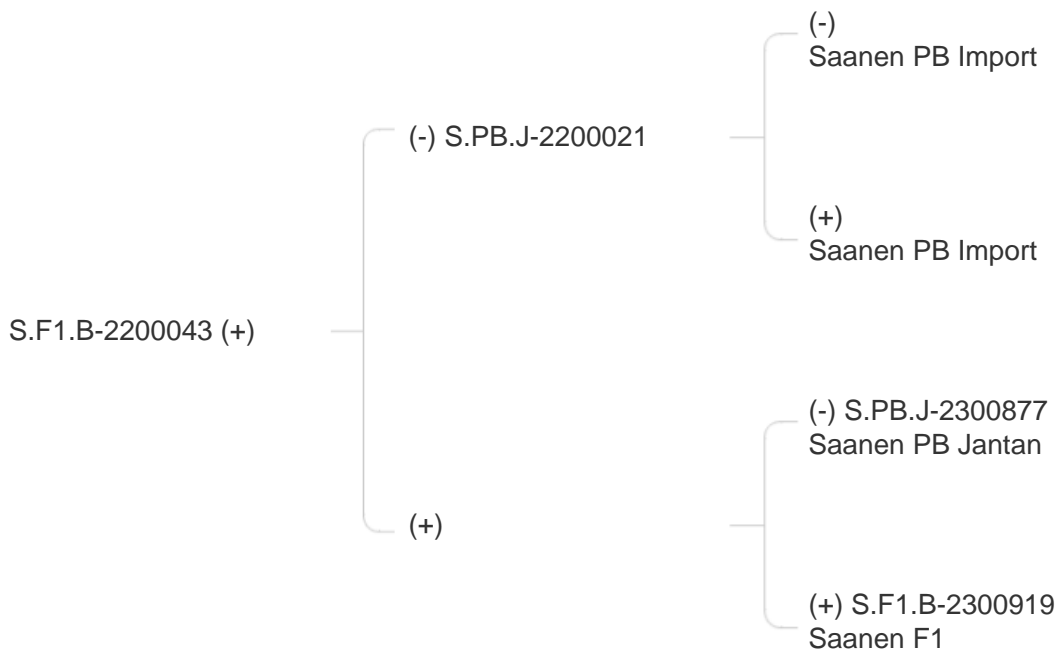 (-)
Saanen PB Import
(-) S.PB.J-2200021
(+)
Saanen PB Import
S.F1.B-2200043 (+)
(-) S.PB.J-2300877
Saanen PB Jantan
(+)
(+) S.F1.B-2300919
Saanen F1